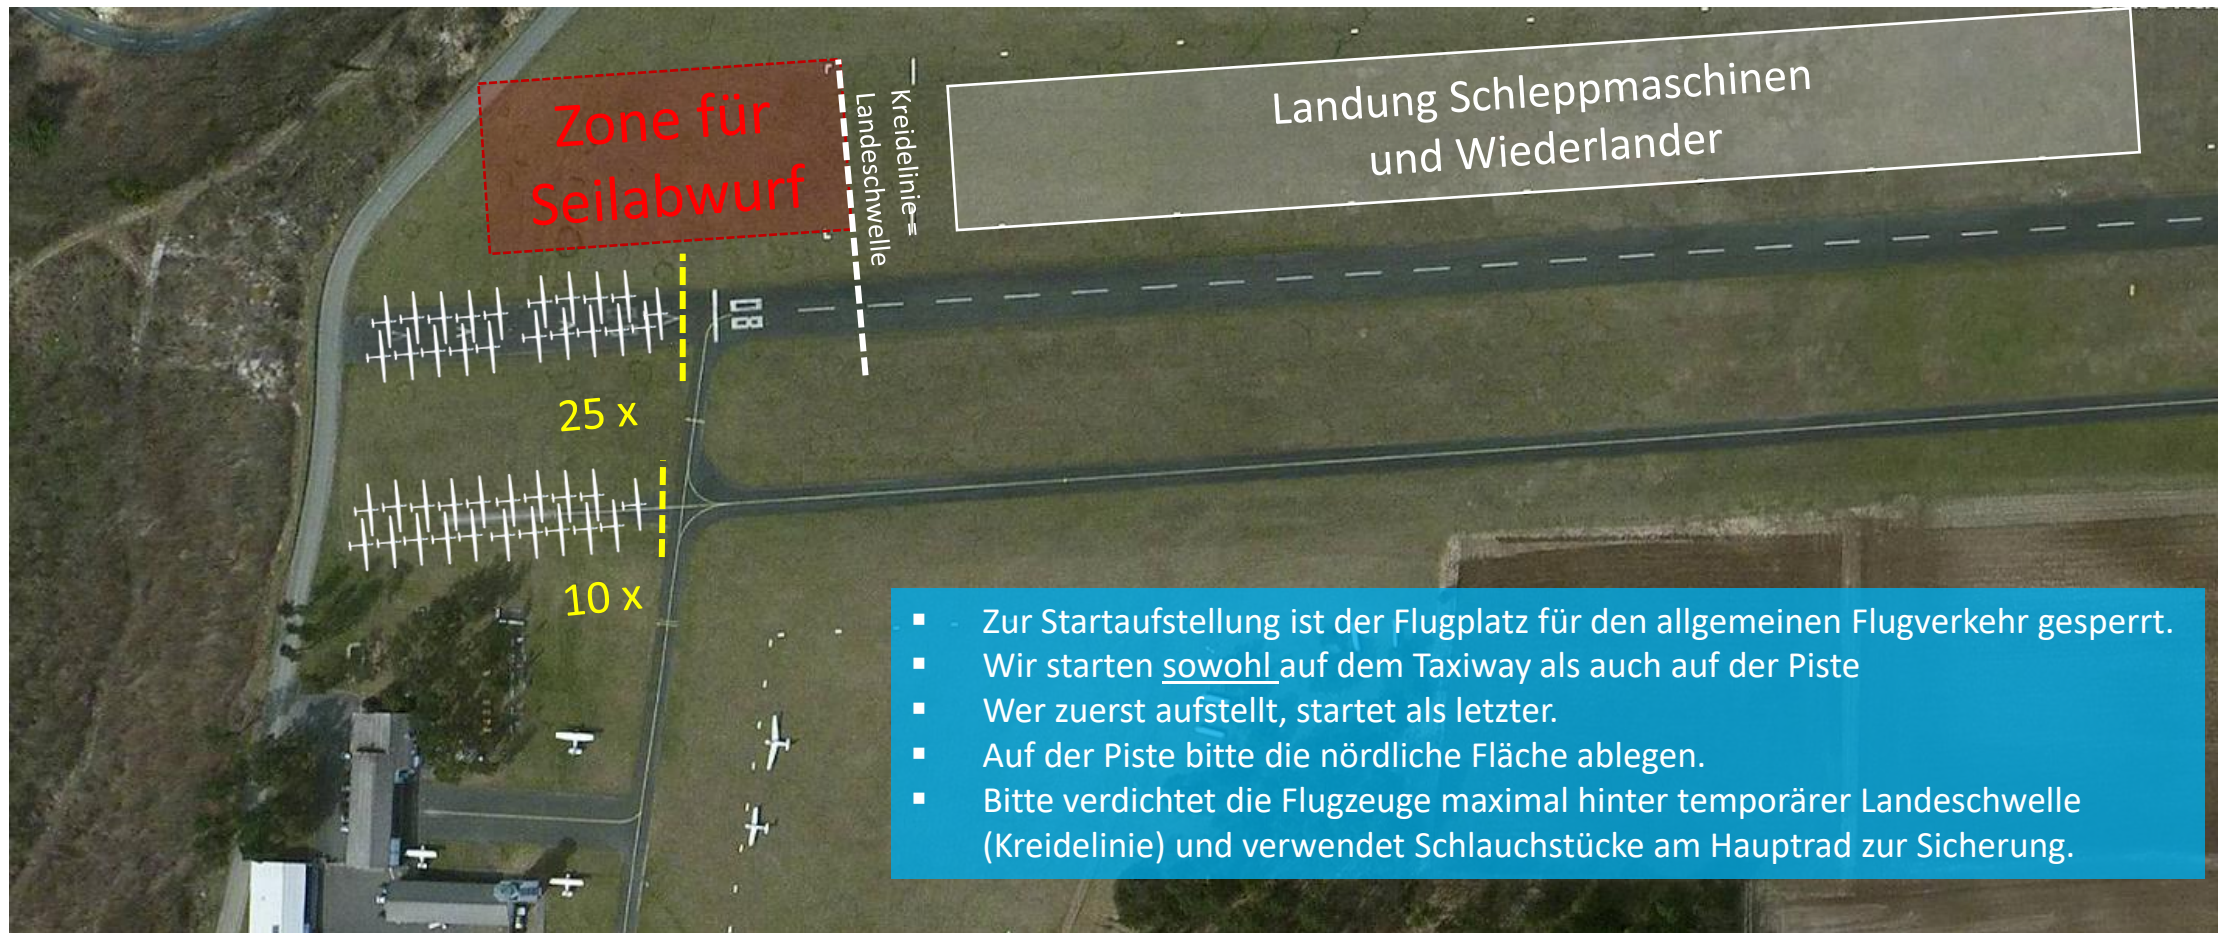 Zone für
Seilabwurf
Kreidelinie =
Landeschwelle
Landung Schleppmaschinen
und Wiederlander
08
25 x
10 x
▪ Zur Startaufstellung ist der Flugplatz für den allgemeinen Flugverkehr gesperrt.
▪ Wir starten sowohl auf dem Taxiway als auch auf der Piste
▪ Wer zuerst aufstellt, startet als letzter.
▪ Auf der Piste bitte die nördliche Fläche ablegen.
▪ Bitte verdichtet die Flugzeuge maximal hinter temporärer Landeschwelle
(Kreidelinie) und verwendet Schlauchstücke am Hauptrad zur Sicherung.